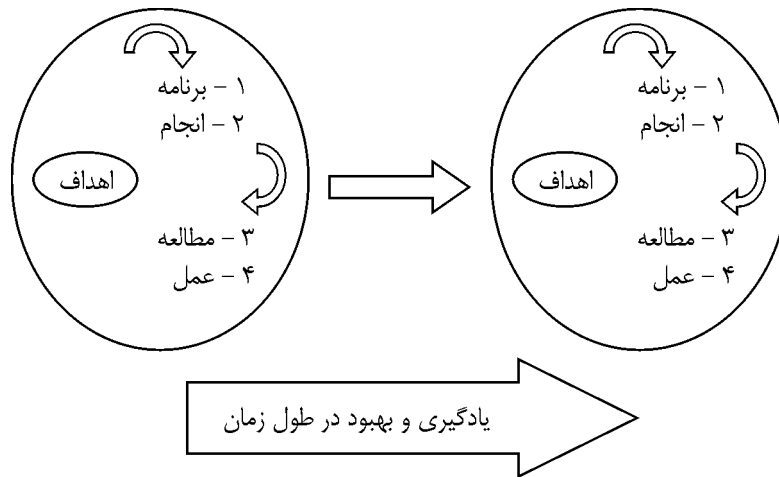 ۱ – برنامه
۲ – انجام
اهداف
۳ – مطالعه
۴ – عمل
۱ – برنامه
۲ – انجام
اهداف
۳ – مطالعه
۴ – عمل
یادگیری و بهبود در طول زمان